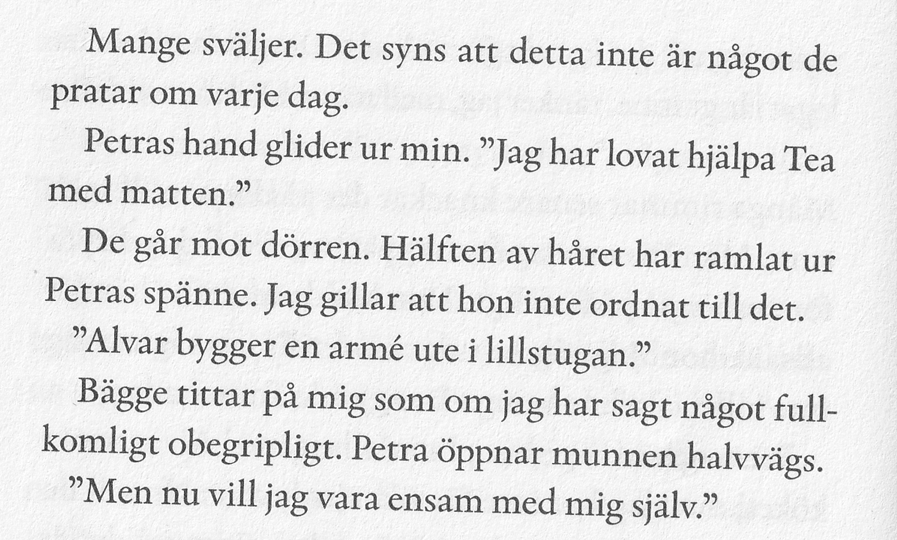 Mange sväljer. Det syns att detta inte är något de
pratar om varje dag.
Petras hand glider ur min. ”Jag har lovat hjälpa Tea
med matten.”
De går mot dörren. Hälften av håret har ramlat ur
Petras spänne. Jag gillar att hon inte ordnat till det.
”Alvar bygger en armé ute i lillstugan.”
Bägge tittar på mig som om jag har sagt något full-
komligt obegripligt. Petra öppnar munnen halvvägs.
”Men nu vill jag vara ensam med mig själv.”